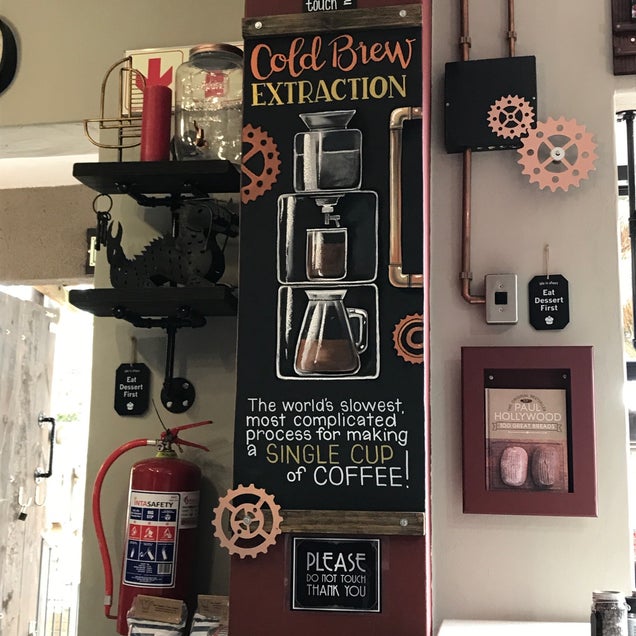 touch
Cold Brew
EXTRACTION
The world's slowest,
most complicated
process for making
a SINGLE CUP
of COFFEE!
PLEASE
DO NOT TOUCH
THANK YOU
Eat
Dessert
First
Eat
Dessert
First
INTASAFETY
PAUL
HOLLYWOOD
100 GREAT BREADS